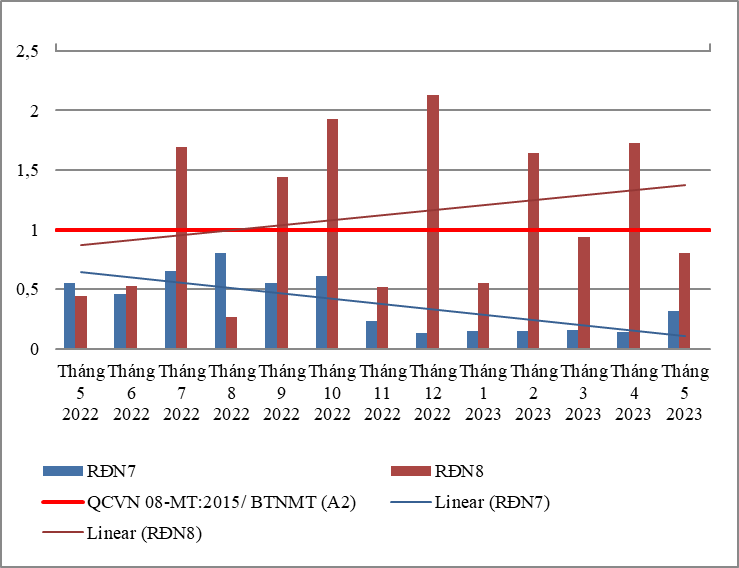 2,5
2
1,5
1
0,5
0
Tháng 5 2022
Tháng 6 2022
Tháng 7 2022
Tháng 8 2022
Tháng 9 2022
Tháng 10 2022
Tháng 11 2022
Tháng 12 2022
Tháng 1 2023
Tháng 2 2023
Tháng 3 2023
Tháng 4 2023
Tháng 5 2023
RĐN7
RĐN8
QCVN 08-MT:2015/ BTNMT (A2)
Linear (RĐN7)
Linear (RĐN8)